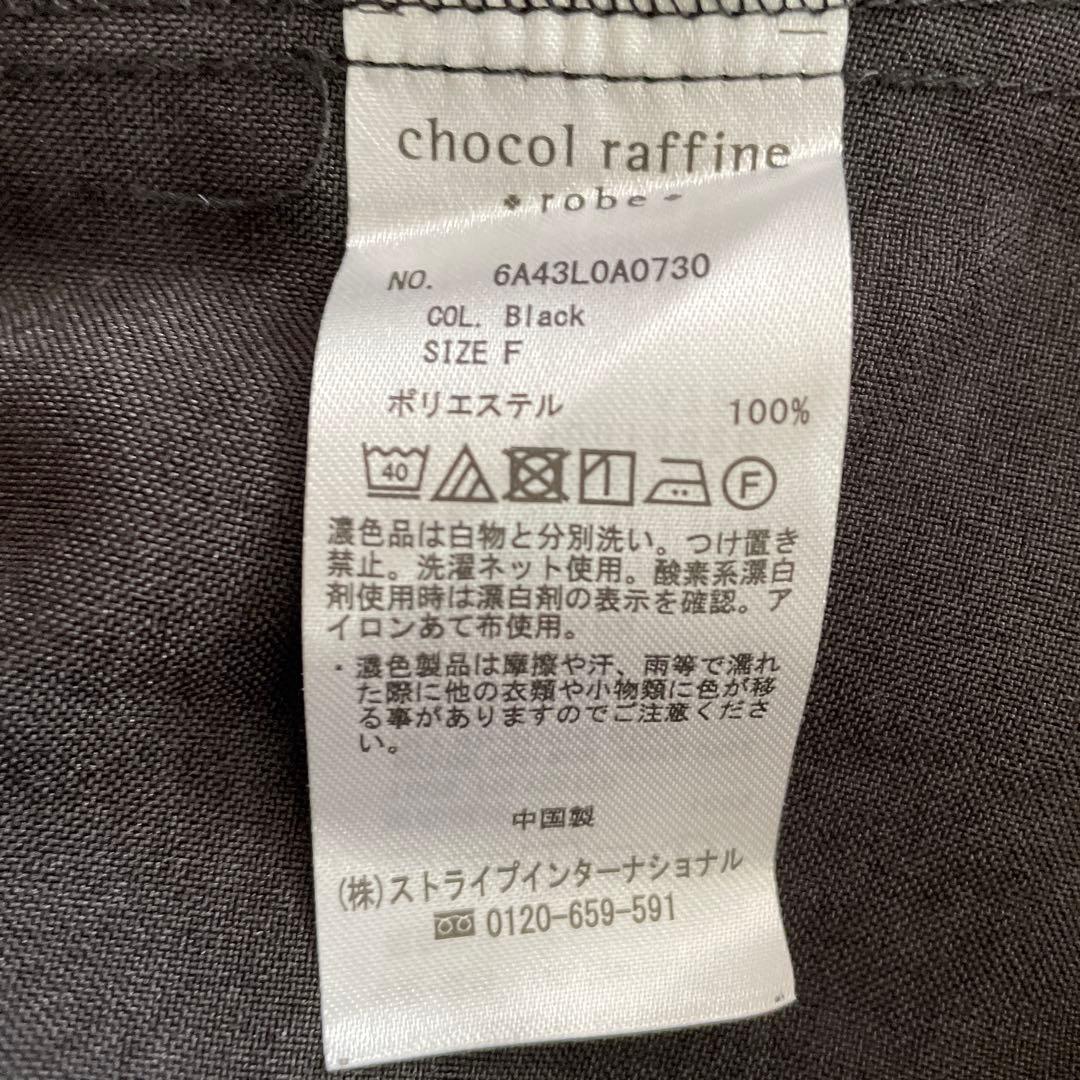 chocol raffine
robe
NO. 6A43L0A0730
COL. Black
SIZE F
ポリエステル 100%
40 F
濃色品は白物と分別洗い。つけ置き
禁止。洗濯ネット使用。酸素系漂白
剤使用時は漂白剤の表示を確認。ア
イロンあて布使用。
・濃色製品は摩擦や汗、雨等で濡れ
た際に他の衣類や小物類に色が移
る事がありますのでご注意くださ
い。
中国製
(株)ストライプインターナショナル
0120-659-591